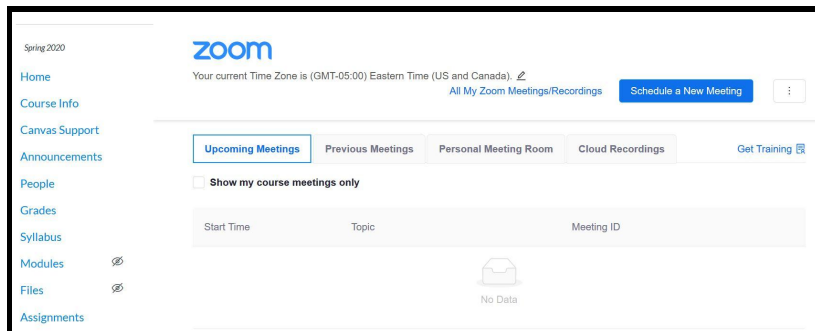 Spring 2020
Home
Course Info
Canvas Support
Announcements
People
Grades
Syllabus
Modules
Files
Assignments
zoom
Your current Time Zone is (GMT-05:00) Eastern Time (US and Canada).
All My Zoom Meetings/Recordings Schedule a New Meeting
Upcoming Meetings Previous Meetings Personal Meeting Room Cloud Recordings Get Training
Show my course meetings only
Start Time Topic Meeting ID
No Data